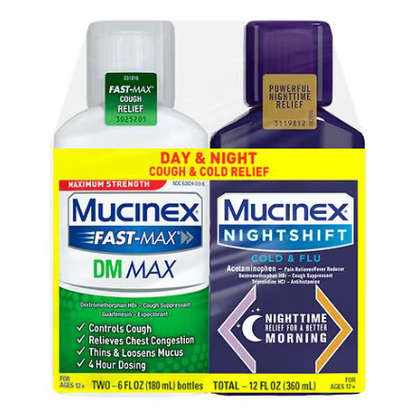 031816
FAST-MAX®
COUGH
RELIEF
3025205
POWERFUL
NIGHTTIME
RELIEF
3119812
DAY & NIGHT
COUGH & COLD RELIEF
MAXIMUM STRENGTH
Mucinex®
FAST-MAX®
DM MAX
Dextromethorphan HBr – Cough Suppressant
Guaifenesin – Expectorant
✓ Controls Cough
✓ Relieves Chest Congestion
✓ Thins & Loosens Mucus
✓ 4 Hour Dosing
Mucinex®
NIGHTSHIFT
COLD & FLU
Acetaminophen – Pain Reliever/Fever Reducer
Dextromethorphan HBr – Cough Suppressant
Triprolidine HCl – Antihistamine
NIGHTTIME
RELIEF FOR A BETTER
MORNING
FOR
AGES 12+
TWO – 6 FL OZ (180 mL) bottles
TOTAL – 12 FL OZ (360 mL)
FOR
AGES 12+